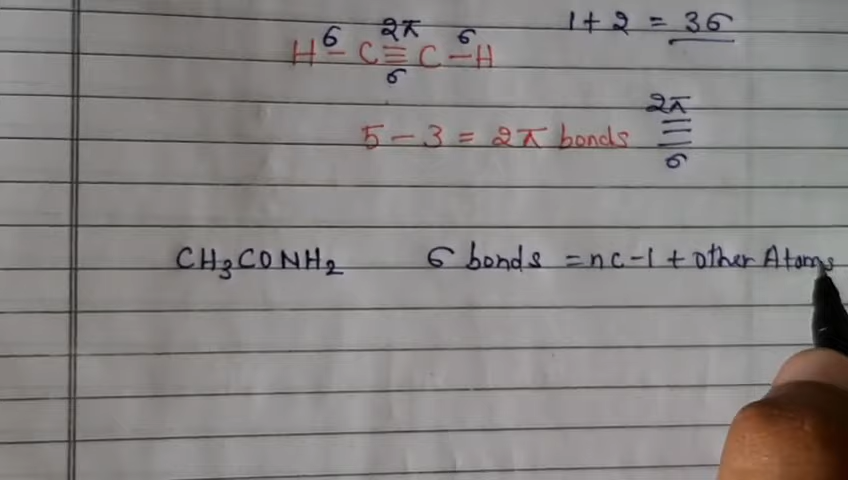 1 + 2 = 3σ
2π
H σ– C ≡ C σ– H
σ
5 – 3 = 2π bonds
2π
≡
σ
CH₃CONH₂ σ bonds = nc – 1 + other Atoms